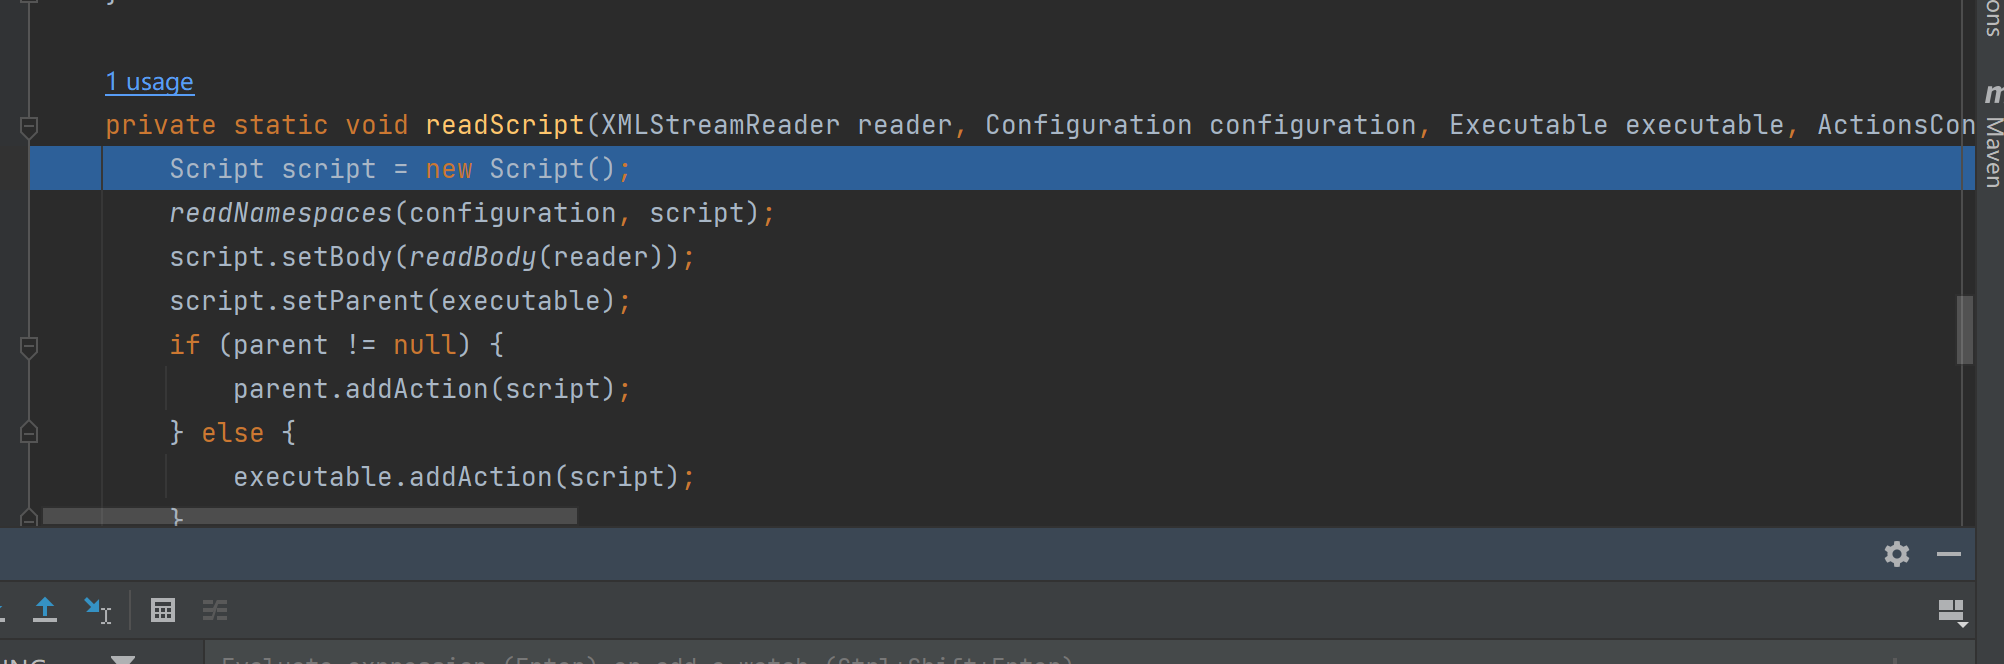 1 usage
private static void readScript(XMLStreamReader reader, Configuration configuration, Executable executable, ActionsCon
Script script = new Script();
readNamespaces(configuration, script);
script.setBody(readBody(reader));
script.setParent(executable);
if (parent != null) {
parent.addAction(script);
} else {
executable.addAction(script);
}
ons
Maven
Evaluate expression (Enter) or add a watch (Ctrl+Shift+Enter)